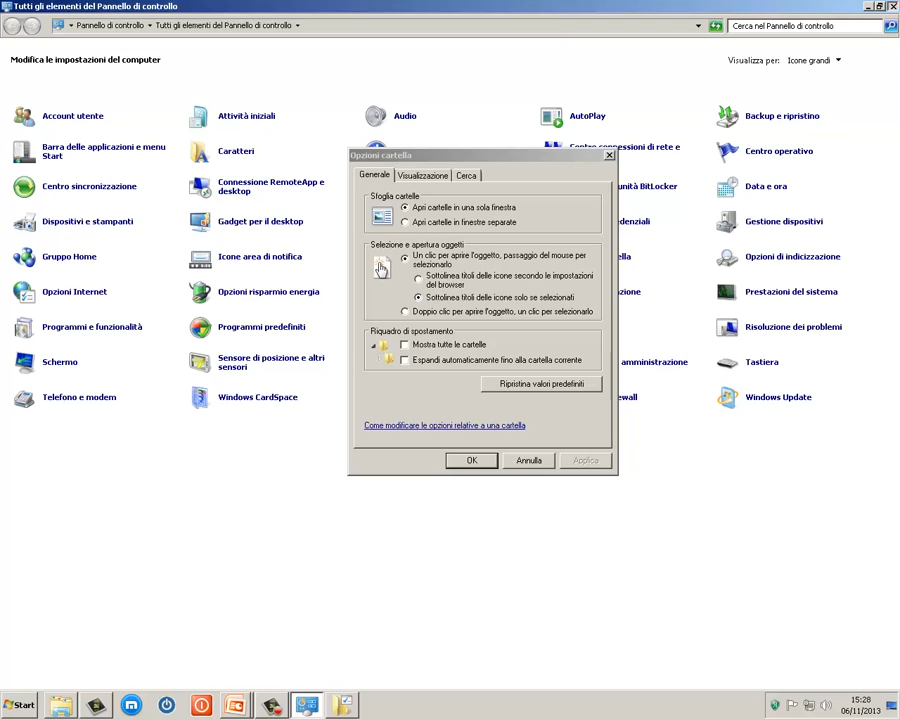 Tutti gli elementi del Pannello di controllo
Pannello di controllo
Tutti gli elementi del Pannello di controllo
Cerca nel Pannello di controllo
Modifica le impostazioni del computer
Visualizza per: Icone grandi
Account utente
Attività iniziali
Audio
AutoPlay
Backup e ripristino
Barra delle applicazioni e menu
Start
Caratteri
Centro connessioni di rete e
Centro operativo
Centro sincronizzazione
Connessione RemoteApp e
desktop
unità BitLocker
Data e ora
Dispositivi e stampanti
Gadget per il desktop
Gestione dispositivi
Gruppo Home
Icone area di notifica
Opzioni di indicizzazione
Opzioni Internet
Opzioni risparmio energia
Prestazioni del sistema
Programmi e funzionalità
Programmi predefiniti
Risoluzione dei problemi
Schermo
Sensore di posizione e altri
sensori
amministrazione
Tastiera
Telefono e modem
Windows CardSpace
Windows Update
Opzioni cartella
Generale
Visualizzazione
Cerca
Sfoglia cartelle
Apri cartelle in una sola finestra
Apri cartelle in finestre separate
Selezione e apertura oggetti
Un clic per aprire l'oggetto, passaggio del mouse per
selezionarlo
Sottolinea titoli delle icone secondo le impostazioni
del browser
Sottolinea titoli delle icone solo se selezionati
Doppio clic per aprire l'oggetto, un clic per selezionarlo
Riquadro di spostamento
Mostra tutte le cartelle
Espandi automaticamente fino alla cartella corrente
Ripristina valori predefiniti
Come modificare le opzioni relative a una cartella
OK
Annulla
Applica
Start
15:28
06/11/2013